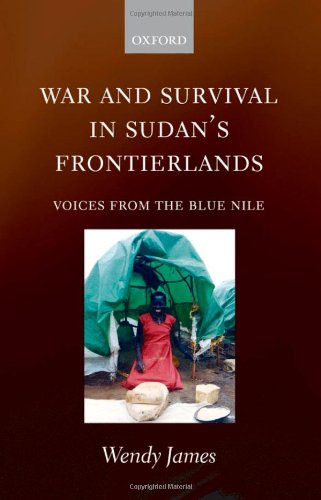 OXFORD
WAR AND SURVIVAL
IN SUDAN'S
FRONTIERLANDS
VOICES FROM THE BLUE NILE
Wendy James